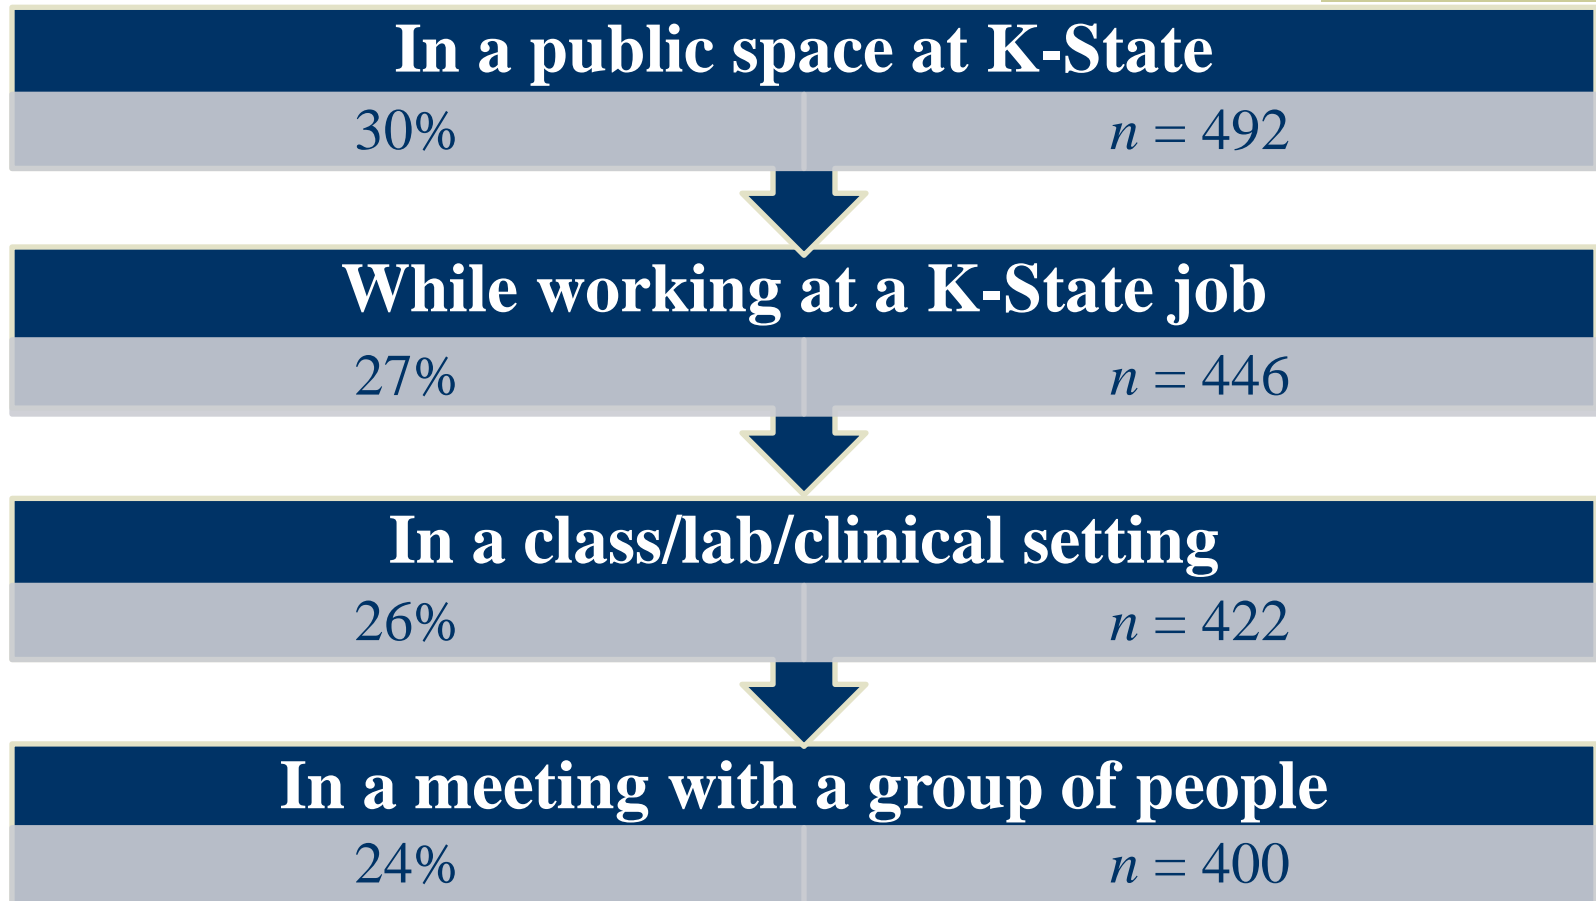 In a public space at K-State
30% n = 492
While working at a K-State job
27% n = 446
In a class/lab/clinical setting
26% n = 422
In a meeting with a group of people
24% n = 400